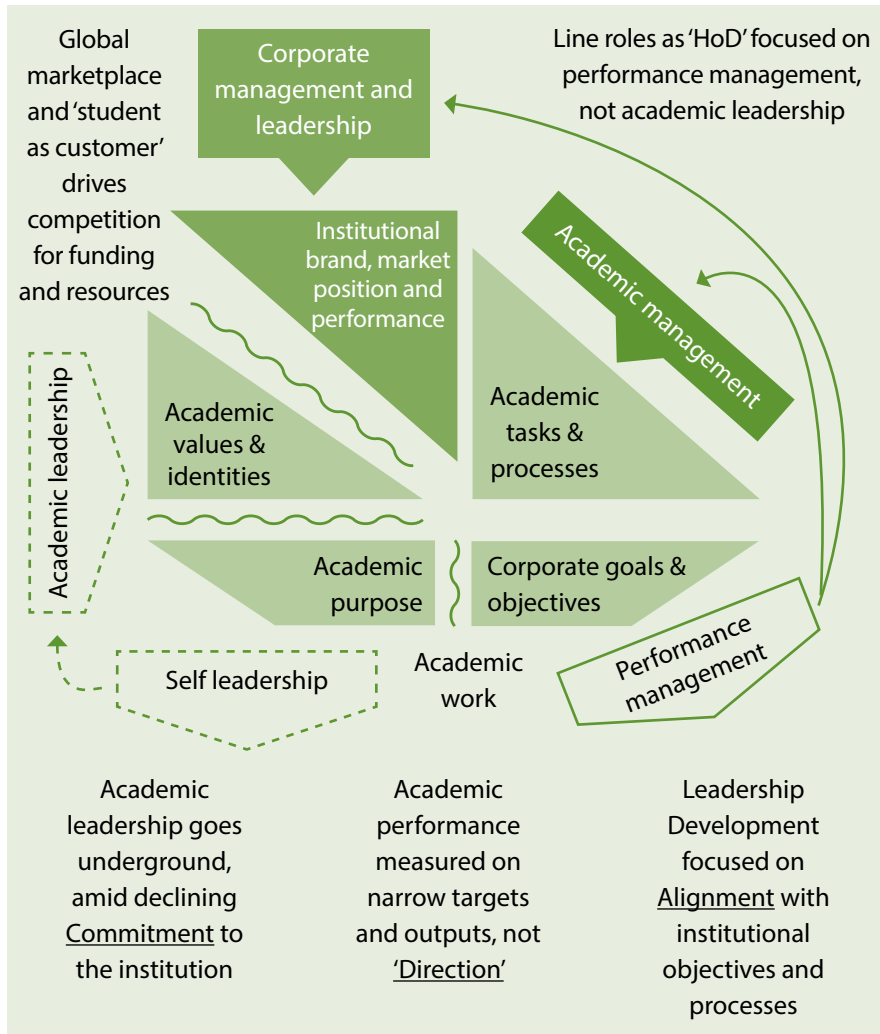 Global
marketplace
and ‘student
as customer’
drives
competition
for funding
and resources
Corporate
management and
leadership
Line roles as ‘HoD’ focused on
performance management,
not academic leadership
Institutional
brand, market
position and
performance
Academic management
Academic
values &
identities
Academic
tasks &
processes
Academic leadership
Academic
purpose
Corporate goals &
objectives
Self leadership
Academic
work
Performance
management
Academic
leadership goes
underground,
amid declining
Commitment to
the institution
Academic
performance
measured on
narrow targets
and outputs, not
‘Direction’
Leadership
Development
focused on
Alignment with
institutional
objectives and
processes